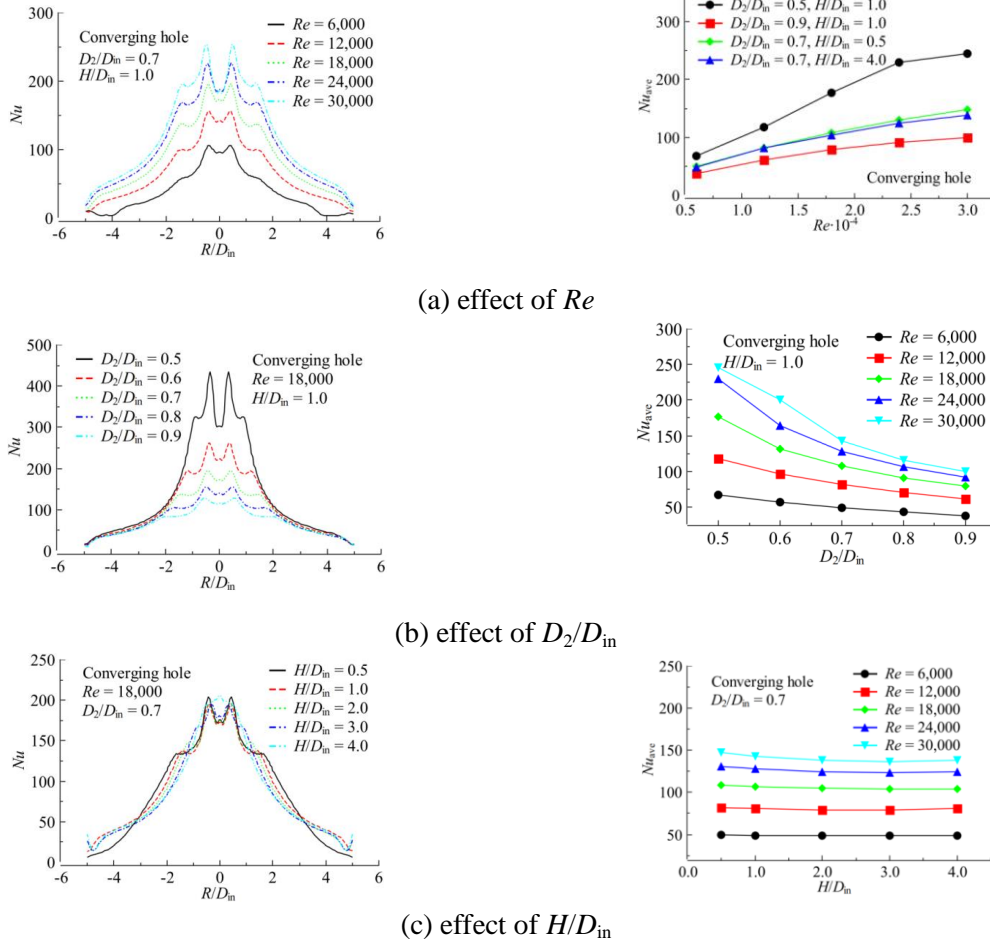 300
200
100
0
Nu
Converging hole
D₂/Dᵢₙ = 0.7
H/Dᵢₙ = 1.0
Re = 6,000
Re = 12,000
Re = 18,000
Re = 24,000
Re = 30,000
-6 -4 -2 0 2 4 6
R/Dᵢₙ
D₂/Dᵢₙ = 0.5, H/Dᵢₙ = 1.0
D₂/Dᵢₙ = 0.9, H/Dᵢₙ = 1.0
D₂/Dᵢₙ = 0.7, H/Dᵢₙ = 0.5
D₂/Dᵢₙ = 0.7, H/Dᵢₙ = 4.0
300
200
100
0
Nuave
Converging hole
0.5 1.0 1.5 2.0 2.5 3.0
Re·10⁻⁴
(a) effect of Re
500
400
300
200
100
0
Nu
D₂/Dᵢₙ = 0.5
D₂/Dᵢₙ = 0.6
D₂/Dᵢₙ = 0.7
D₂/Dᵢₙ = 0.8
D₂/Dᵢₙ = 0.9
Converging hole
Re = 18,000
H/Dᵢₙ = 1.0
-6 -4 -2 0 2 4 6
R/Dᵢₙ
300
250
200
150
100
50
Nuave
Converging hole
H/Dᵢₙ = 1.0
Re = 6,000
Re = 12,000
Re = 18,000
Re = 24,000
Re = 30,000
0.5 0.6 0.7 0.8 0.9
D₂/Dᵢₙ
(b) effect of D₂/Dᵢₙ
250
200
150
100
50
0
Nu
Converging hole
Re = 18,000
D₂/Dᵢₙ = 0.7
H/Dᵢₙ = 0.5
H/Dᵢₙ = 1.0
H/Dᵢₙ = 2.0
H/Dᵢₙ = 3.0
H/Dᵢₙ = 4.0
-6 -4 -2 0 2 4 6
R/Dᵢₙ
250
200
150
100
50
Nuave
Converging hole
D₂/Dᵢₙ = 0.7
Re = 6,000
Re = 12,000
Re = 18,000
Re = 24,000
Re = 30,000
0.0 1.0 2.0 3.0 4.0
H/Dᵢₙ
(c) effect of H/Dᵢₙ